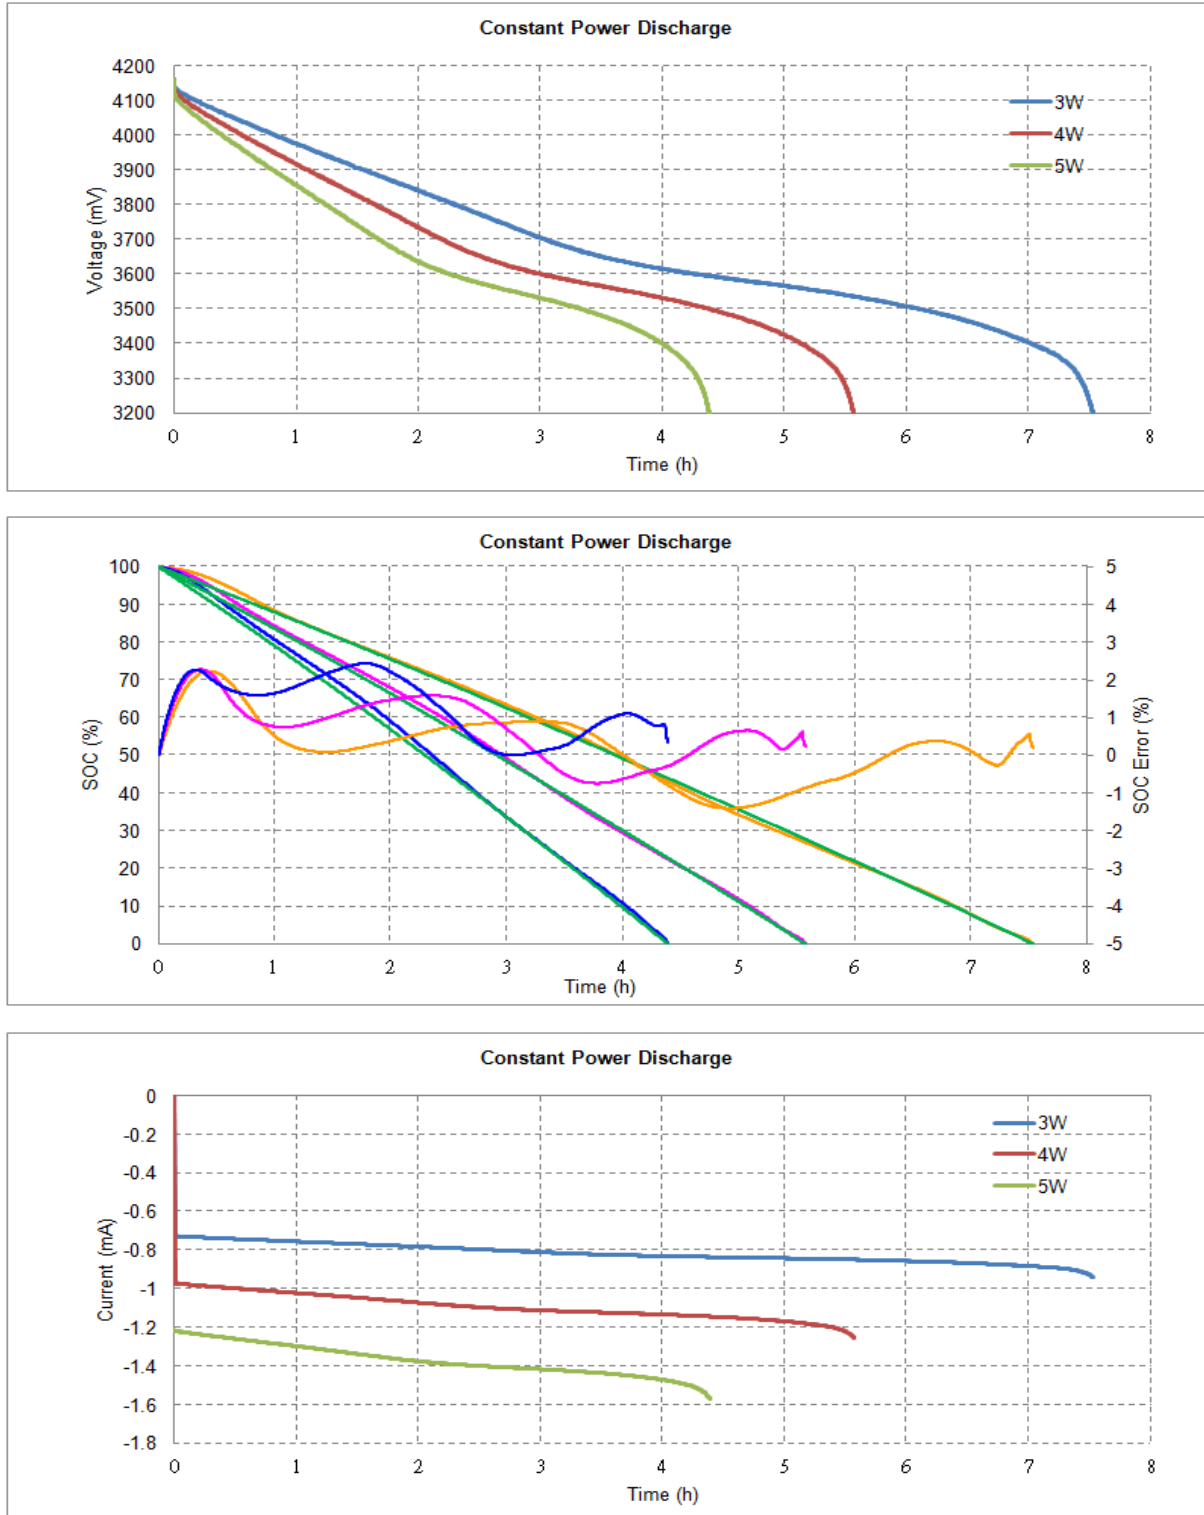 Constant Power Discharge
4200
4100
4000
3900
3800
3700
3600
3500
3400
3300
3200
Voltage (mV)
3W
4W
5W
0 1 2 3 4 5 6 7 8
Time (h)
Constant Power Discharge
100
90
80
70
60
50
40
30
20
10
0
SOC (%)
5
4
3
2
1
0
-1
-2
-3
-4
-5
SOC Error (%)
0 1 2 3 4 5 6 7 8
Time (h)
Constant Power Discharge
0
-0.2
-0.4
-0.6
-0.8
-1
-1.2
-1.4
-1.6
-1.8
Current (mA)
3W
4W
5W
0 1 2 3 4 5 6 7 8
Time (h)